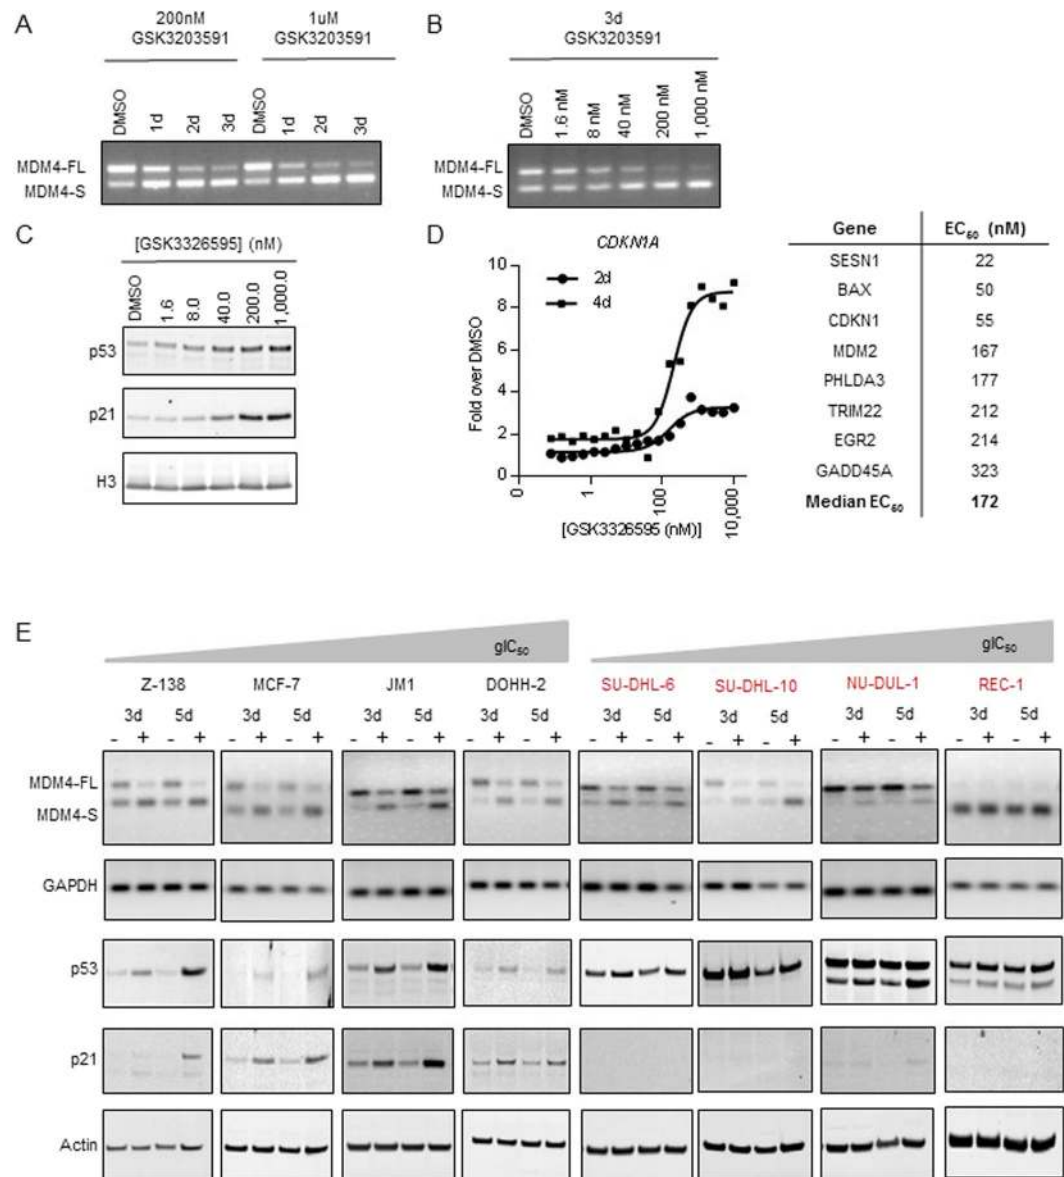 A
200nM
GSK3203591
1uM
GSK3203591
DMSO
1d
2d
3d
DMSO
1d
2d
3d
MDM4-FL
MDM4-S
B
3d
GSK3203591
DMSO
1.6 nM
8 nM
40 nM
200 nM
1,000 nM
MDM4-FL
MDM4-S
C
[GSK3326595] (nM)
DMSO
1.6
8.0
40.0
200.0
1,000.0
p53
p21
H3
D
CDKN1A
2d
4d
Fold over DMSO
10
8
6
4
2
0
0
1
100
10,000
[GSK3326595 (nM)]
Gene EC50 (nM)
SESN1 22
BAX 50
CDKN1 55
MDM2 167
PHLDA3 177
TRIM22 212
EGR2 214
GADD45A 323
Median EC50 172
E
gIC50 gIC50
Z-138 MCF-7 JM1 DOHH-2 SU-DHL-6 SU-DHL-10 NU-DUL-1 REC-1
3d 5d 3d 5d 3d 5d 3d 5d 3d 5d 3d 5d 3d 5d 3d 5d
- + - + - + - + - + - + - + - + - + - + - + - + - + - + - + - +
MDM4-FL
MDM4-S
GAPDH
p53
p21
Actin